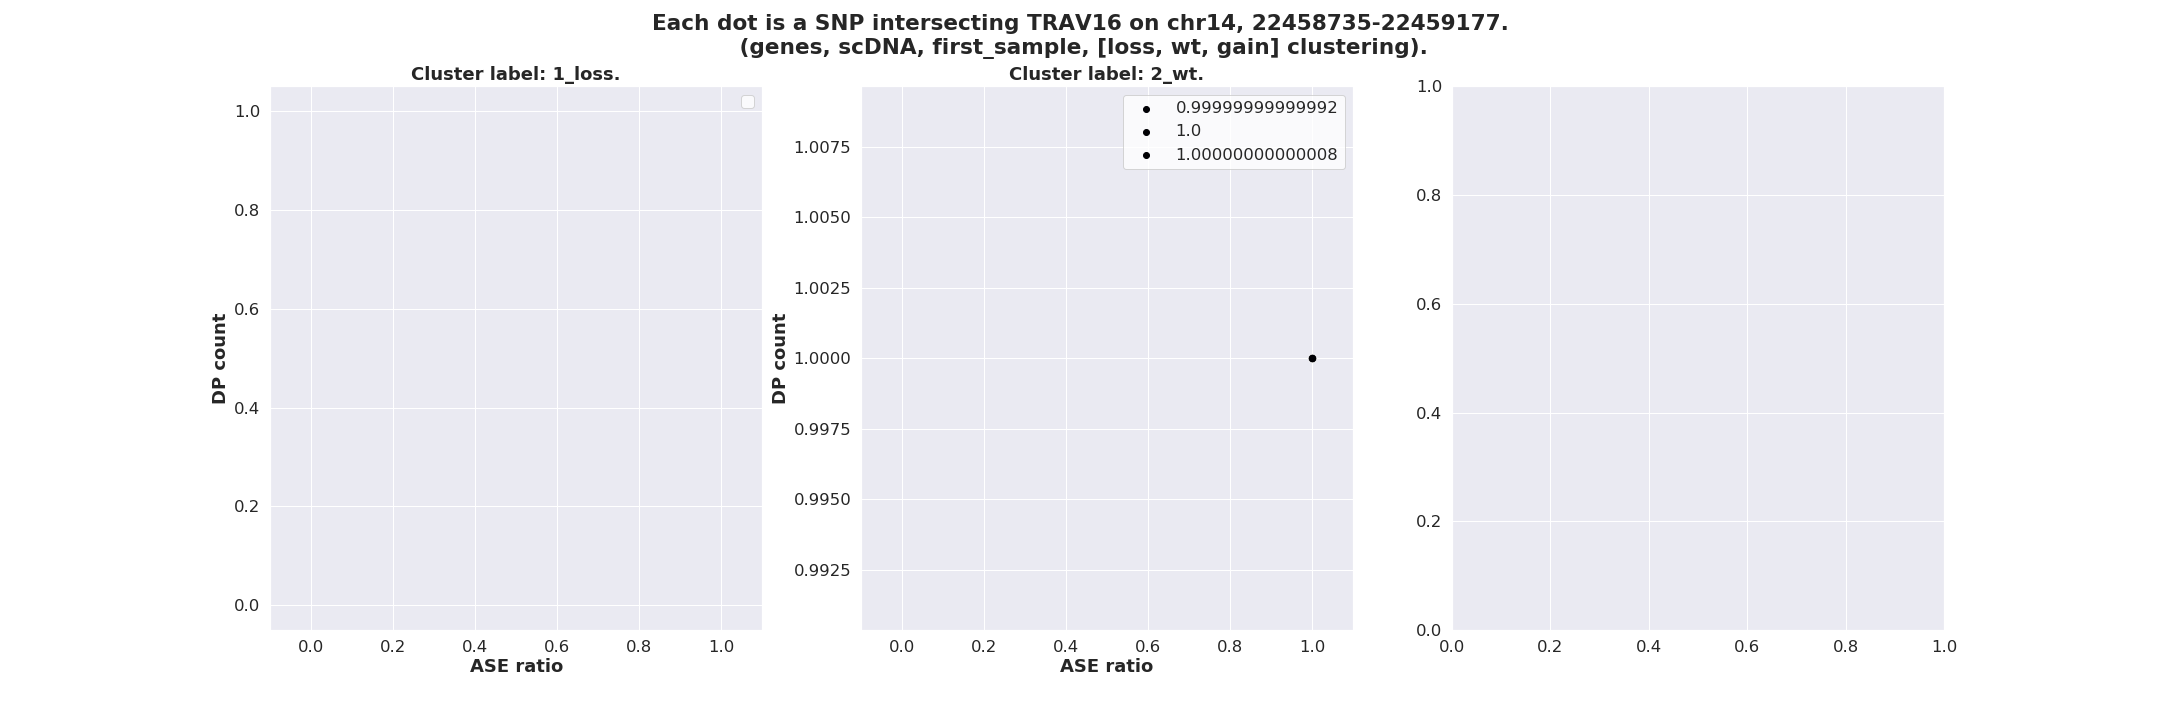 Each dot is a SNP intersecting TRAV16 on chr14, 22458735-22459177.
(genes, scDNA, first_sample, [loss, wt, gain] clustering).
Cluster label: 1_loss.
DP count
1.0
0.8
0.6
0.4
0.2
0.0
0.0 0.2 0.4 0.6 0.8 1.0
ASE ratio
Cluster label: 2_wt.
0.99999999999992
1.0
1.00000000000008
DP count
1.0075
1.0050
1.0025
1.0000
0.9975
0.9950
0.9925
0.0 0.2 0.4 0.6 0.8 1.0
ASE ratio
1.0
0.8
0.6
0.4
0.2
0.0
0.0 0.2 0.4 0.6 0.8 1.0